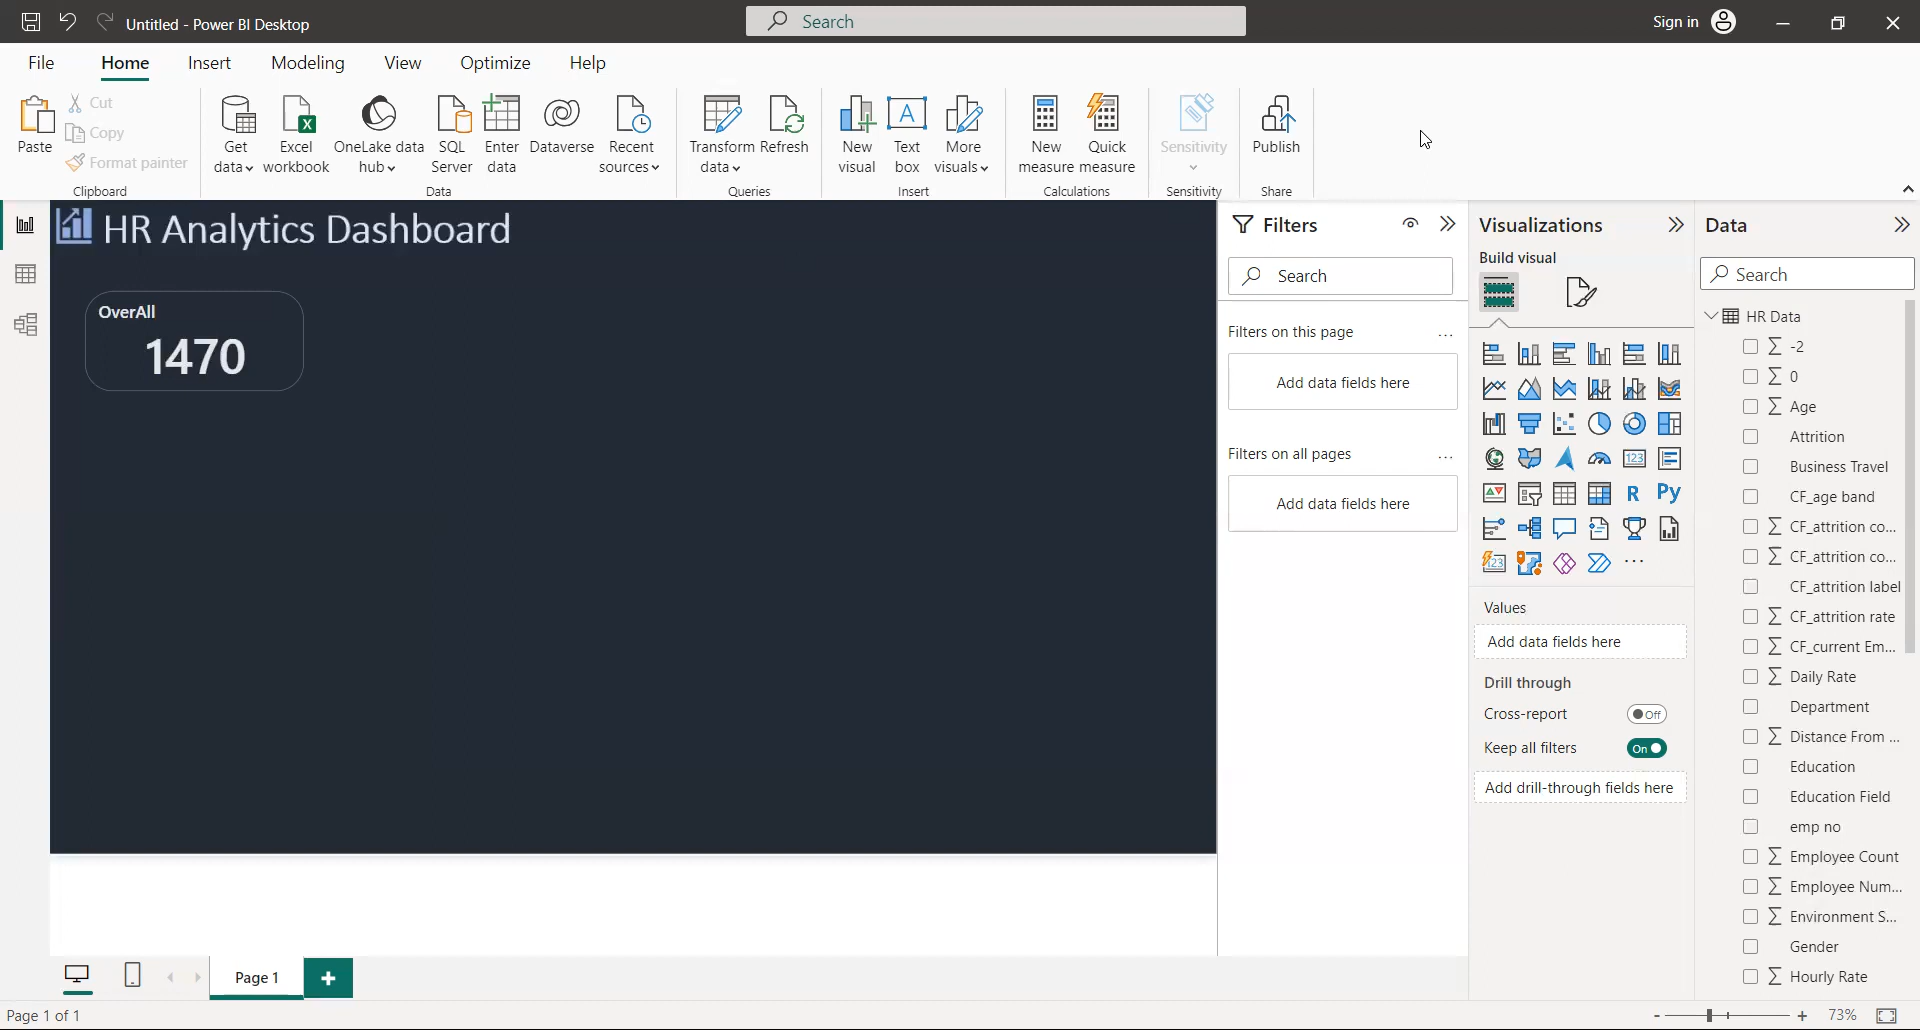 Untitled - Power BI Desktop
Search
Sign in
File
Home
Insert
Modeling
View
Optimize
Help
Paste
Cut
Copy
Format painter
Clipboard
Get data
Excel workbook
OneLake data hub
SQL Server
Enter data
Dataverse
Recent sources
Data
Transform data
Refresh
Queries
New visual
Text box
More visuals
Insert
New measure
Quick measure
Calculations
Sensitivity
Sensitivity
Publish
Share
HR Analytics Dashboard
OverAll
1470
Filters
Search
Filters on this page
...
Add data fields here
Filters on all pages
...
Add data fields here
Visualizations
Build visual
123
R
Py
123
...
Values
Add data fields here
Drill through
Cross-report
Off
Keep all filters
On
Add drill-through fields here
Data
Search
HR Data
∑ -2
∑ 0
∑ Age
Attrition
Business Travel
CF_age band
∑ CF_attrition co...
∑ CF_attrition co...
CF_attrition label
∑ CF_attrition rate
∑ CF_current Em...
∑ Daily Rate
Department
∑ Distance From ...
Education
Education Field
emp no
∑ Employee Count
∑ Employee Num...
∑ Environment S...
Gender
∑ Hourly Rate
Page 1
+
Page 1 of 1
- + 73%